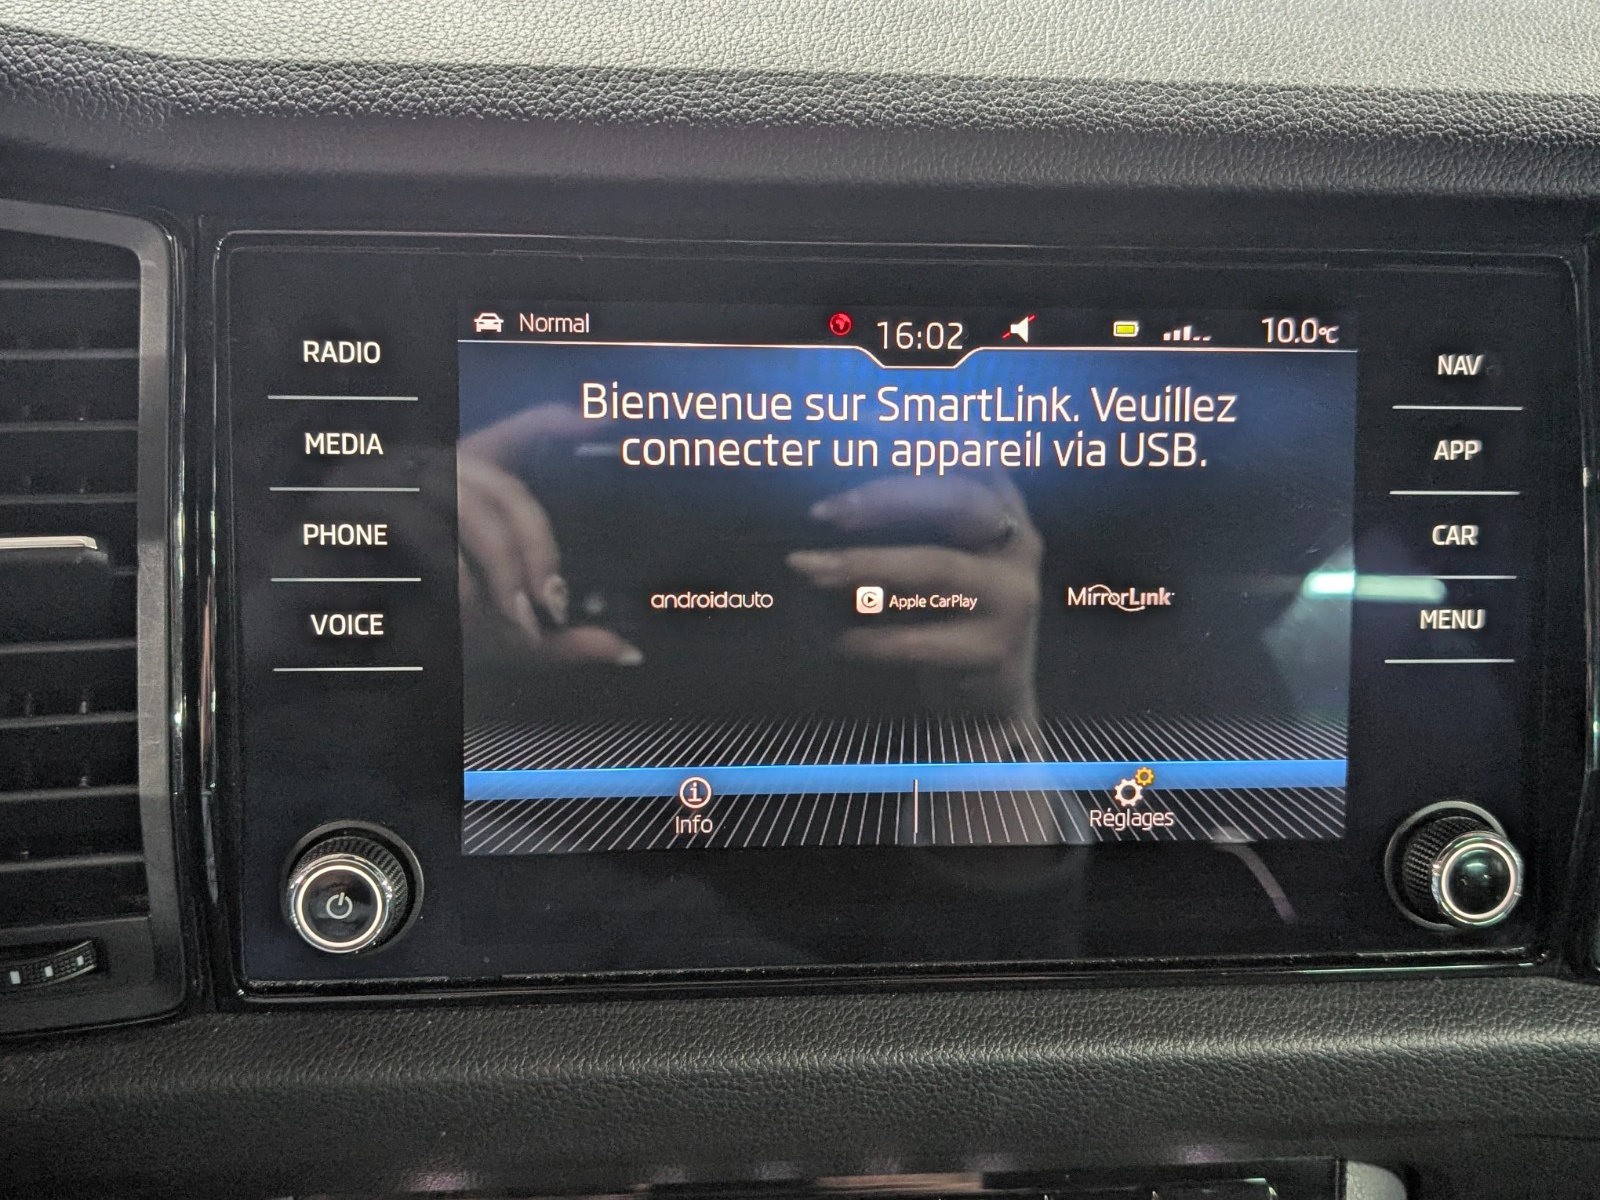 Normal
16:02
10.0°C
Bienvenue sur SmartLink. Veuillez
connecter un appareil via USB.
androidauto
Apple CarPlay
MirrorLink
Info
Réglages
RADIO
MEDIA
PHONE
VOICE
NAV
APP
CAR
MENU